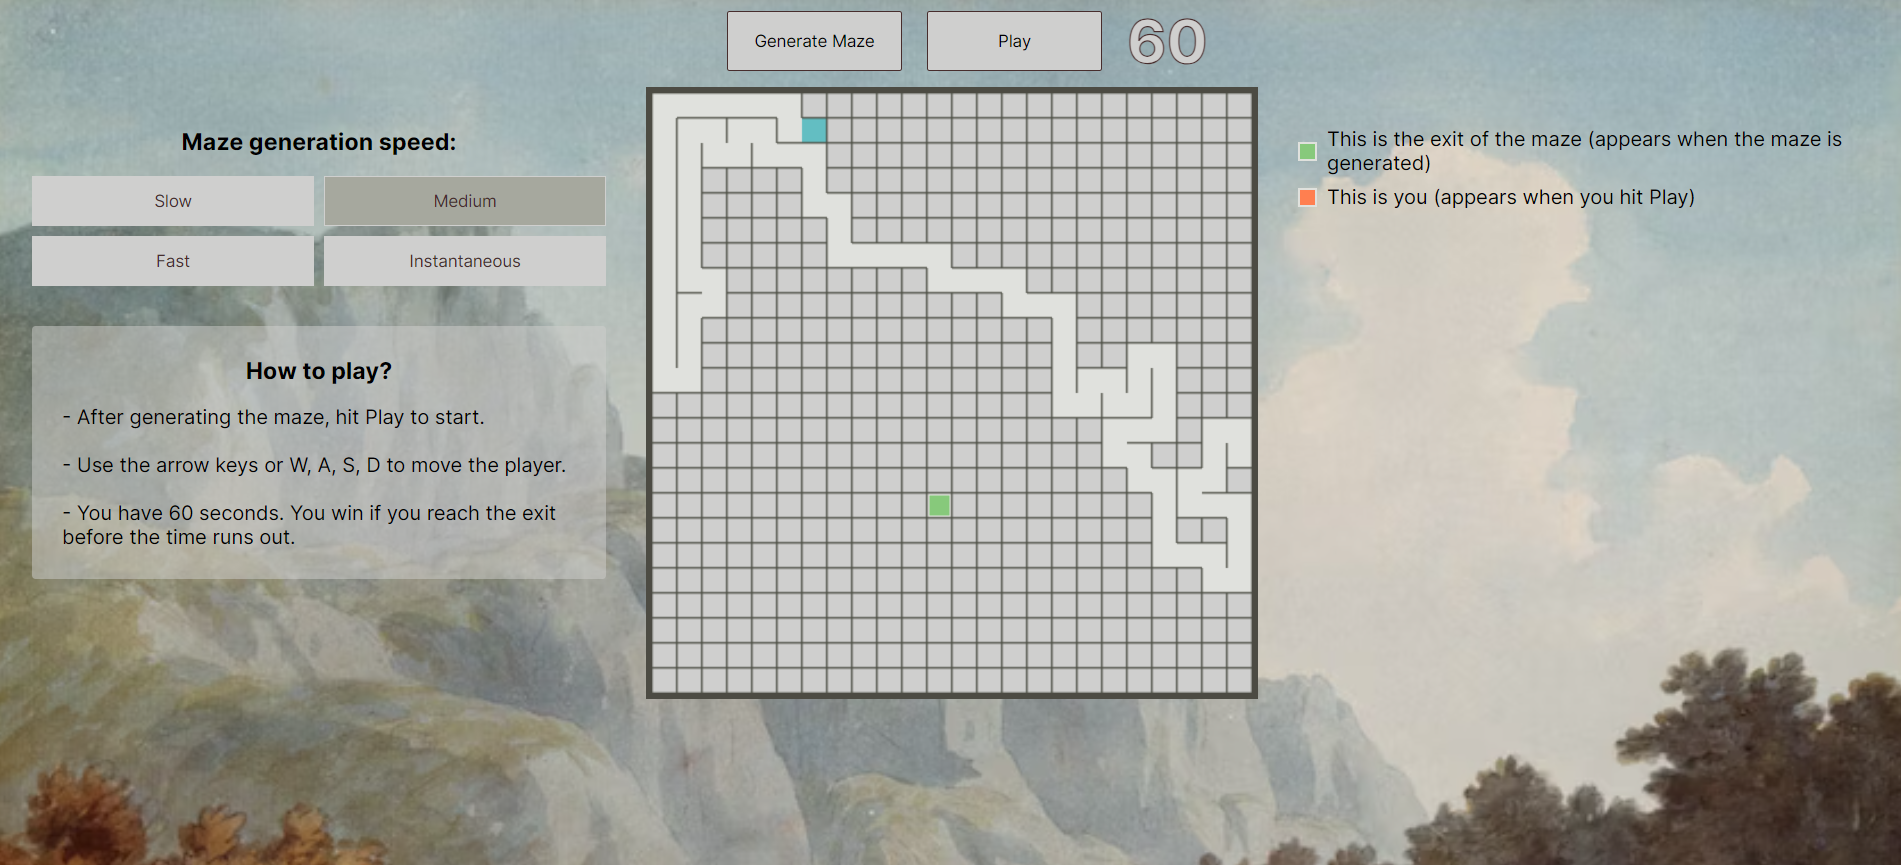 Generate Maze
Play
60
Maze generation speed:
Slow
Medium
Fast
Instantaneous
How to play?
- After generating the maze, hit Play to start.
- Use the arrow keys or W, A, S, D to move the player.
- You have 60 seconds. You win if you reach the exit
before the time runs out.
This is the exit of the maze (appears when the maze is
generated)
This is you (appears when you hit Play)